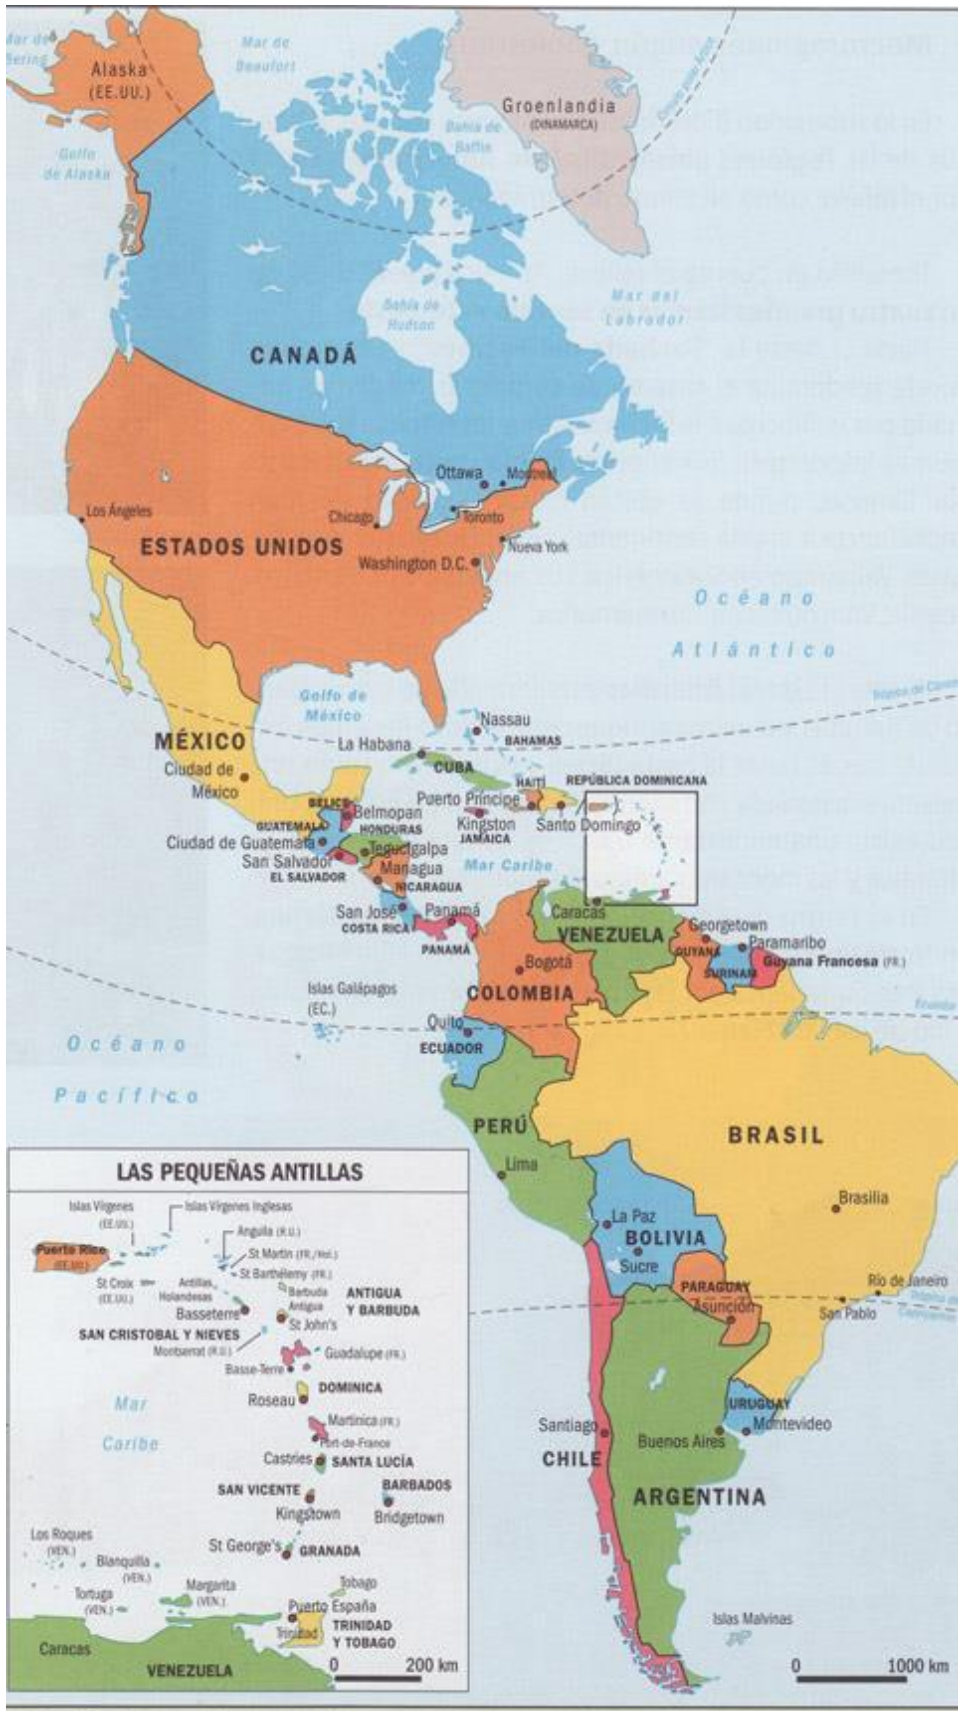 Mar de
Bering
Alaska
(EE.UU.)
Mar de
Beaufort
Groenlandia
(DINAMARCA)
Bahía de
Baffin
Golfo
de Alaska
Bahía de
Hudson
Mar del
Labrador
CANADÁ
Ottawa
Montreal
Toronto
Los Ángeles
Chicago
ESTADOS UNIDOS
Nueva York
Washington D.C.
Océano
Atlántico
Golfo de
México
Nassau
BAHAMAS
MÉXICO
La Habana
CUBA
Ciudad de
México
HAITÍ
REPÚBLICA DOMINICANA
BELICE
Belmopan
Puerto Príncipe
GUATEMALA
HONDURAS
Kingston
JAMAICA
Santo Domingo
Ciudad de Guatemala
Tegucigalpa
San Salvador
EL SALVADOR
Managua
NICARAGUA
Mar Caribe
San José
COSTA RICA
Panamá
PANAMÁ
Caracas
VENEZUELA
Georgetown
GUYANA
Paramaribo
SURINAM
Guyana Francesa (FR.)
Bogotá
COLOMBIA
Islas Galápagos
(EC.)
Ecuador
Quito
ECUADOR
Océano
Pacífico
PERÚ
BRASIL
Lima
Brasilia
La Paz
BOLIVIA
Sucre
PARAGUAY
Asunción
Río de Janeiro
San Pablo
Trópico de
Capricornio
URUGUAY
Santiago
Buenos Aires
Montevideo
CHILE
ARGENTINA
Islas Malvinas
0 1000 km
LAS PEQUEÑAS ANTILLAS
Islas Vírgenes
(EE.UU.)
Islas Vírgenes Inglesas
Puerto Rice
(EE.UU.)
Anguila (R.U.)
St Martin (FR./Hol.)
St Barthélemy (FR.)
St Croix
(EE.UU.)
Antillas
Holandesas
Barbuda
Antigua
ANTIGUA
Y BARBUDA
Basseterre
St John's
SAN CRISTOBAL Y NIEVES
Montserrat (R.U.)
Guadalupe (FR.)
Basse-Terre
DOMINICA
Roseau
Mar
Caribe
Martinica (FR.)
Port-de-France
Castries
SANTA LUCÍA
SAN VICENTE
Kingstown
BARBADOS
Bridgetown
Los Roques
(VEN.)
St George's
GRANADA
Blanquilla
(VEN.)
Tortuga
(VEN.)
Margarita
(VEN.)
Tobago
Puerto España
Trinidad
TRINIDAD
Y TOBAGO
Caracas
VENEZUELA
0 200 km